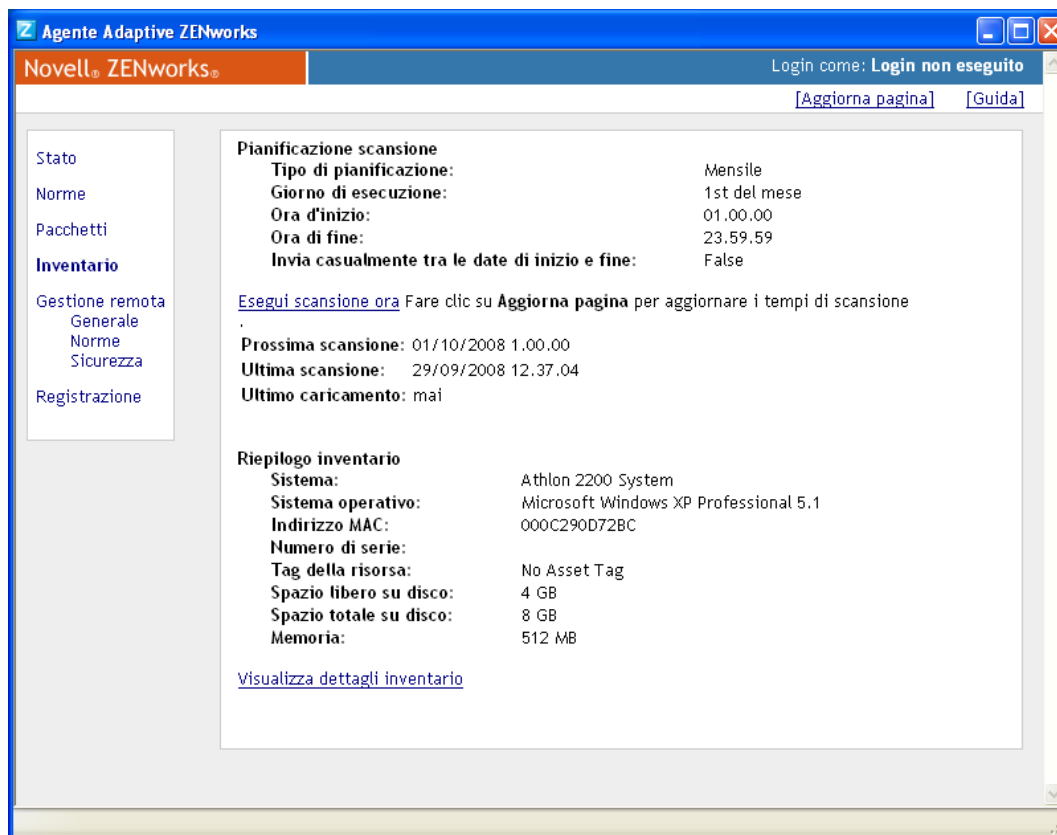 Agente Adaptive ZENworks
Novell® ZENworks®
Login come: Login non eseguito
[Aggiorna pagina] [Guida]
Stato
Norme
Pacchetti
Inventario
Gestione remota
Generale
Norme
Sicurezza
Registrazione
Pianificazione scansione
Tipo di pianificazione: Mensile
Giorno di esecuzione: 1st del mese
Ora d'inizio: 01.00.00
Ora di fine: 23.59.59
Invia casualmente tra le date di inizio e fine: False
Esegui scansione ora Fare clic su Aggiorna pagina per aggiornare i tempi di scansione
.
Prossima scansione: 01/10/2008 1.00.00
Ultima scansione: 29/09/2008 12.37.04
Ultimo caricamento: mai
Riepilogo inventario
Sistema: Athlon 2200 System
Sistema operativo: Microsoft Windows XP Professional 5.1
Indirizzo MAC: 000C290D72BC
Numero di serie:
Tag della risorsa: No Asset Tag
Spazio libero su disco: 4 GB
Spazio totale su disco: 8 GB
Memoria: 512 MB
Visualizza dettagli inventario